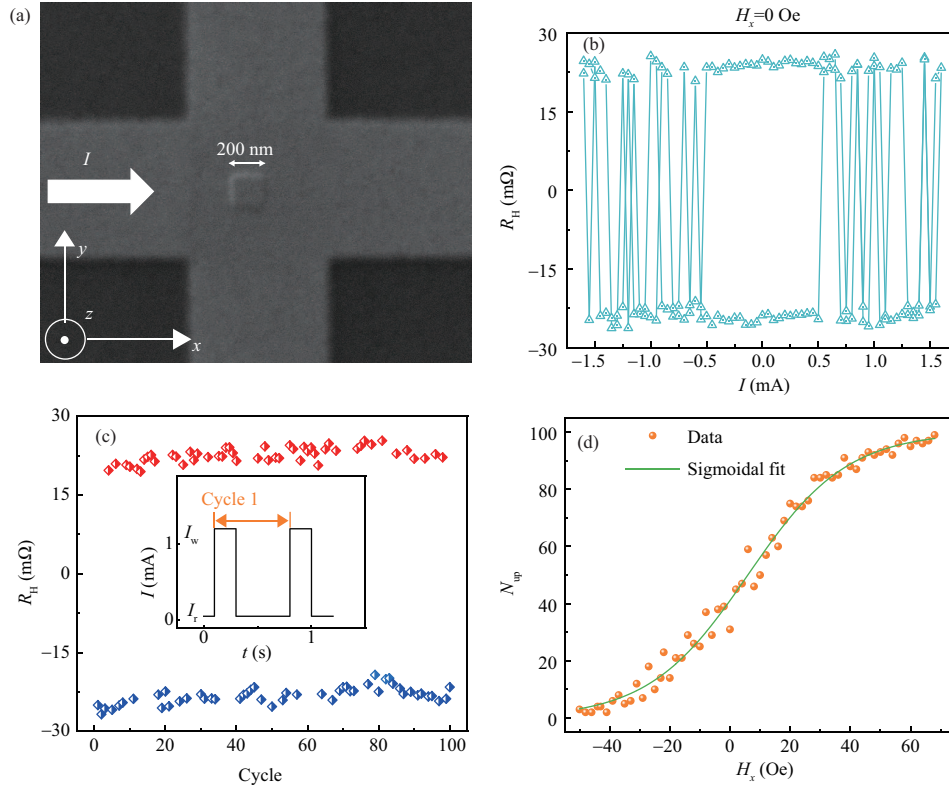 (a)
200 nm
I
y
z
x
H_x=0 Oe
(b)
30
15
0
−15
−30
R_H (mΩ)
−1.5 −1.0 −0.5 0.0 0.5 1.0 1.5
I (mA)
(c)
30
15
0
−15
−30
R_H (mΩ)
0 20 40 60 80 100
Cycle
Cycle 1
I_w
1
I_r
0
I (mA)
0 1
t (s)
(d)
Data
Sigmoidal fit
100
80
60
40
20
0
N_up
−40 −20 0 20 40 60
H_x (Oe)